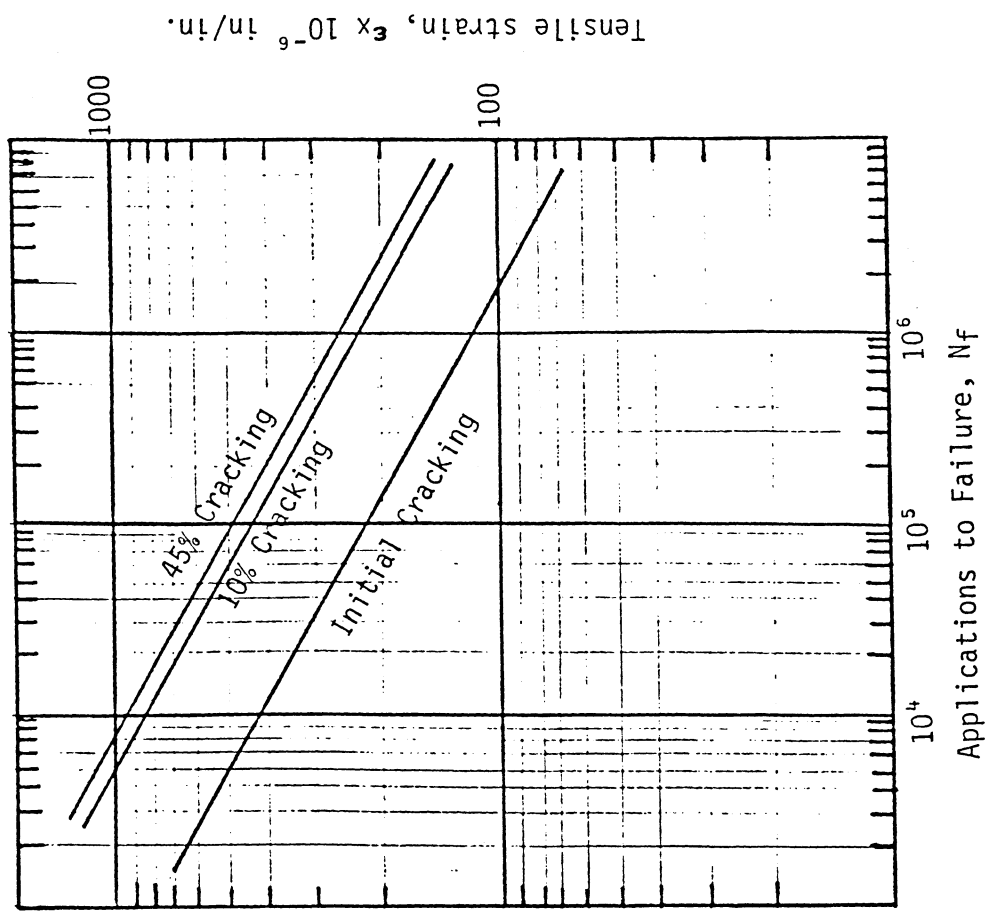 Tensile strain, ε x 10⁻⁶ in/in.
1000
100
45% Cracking
10% Cracking
Initial Cracking
10⁴
10⁵
10⁶
Applications to Failure, Nf